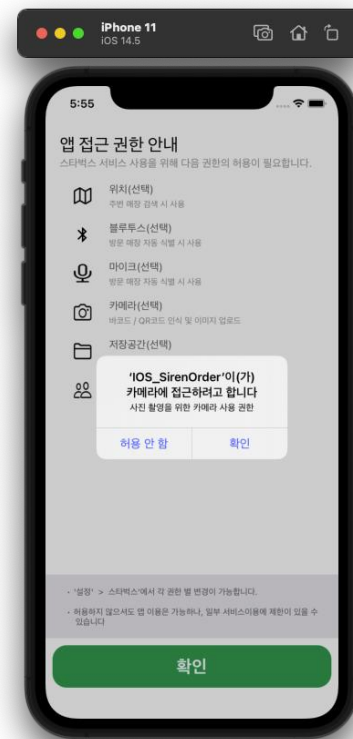 iPhone 11
iOS 14.5
5:55
앱 접근 권한 안내
스타벅스 서비스 사용을 위해 다음 권한의 허용이 필요합니다.
위치(선택)
주변 매장 검색 시 사용
블루투스(선택)
방문 매장 자동 식별 시 사용
마이크(선택)
방문 매장 자동 식별 시 사용
카메라(선택)
바코드 / QR코드 인식 및 이미지 업로드
저장공간(선택)
'IOS_SirenOrder'이(가)
카메라에 접근하려고 합니다
사진 촬영을 위한 카메라 사용 권한
허용 안 함
확인
· '설정' > 스타벅스'에서 각 권한 별 변경이 가능합니다.
· 허용하지 않으셔도 앱 이용은 가능하나, 일부 서비스이용에 제한이 있을 수
있습니다
확인